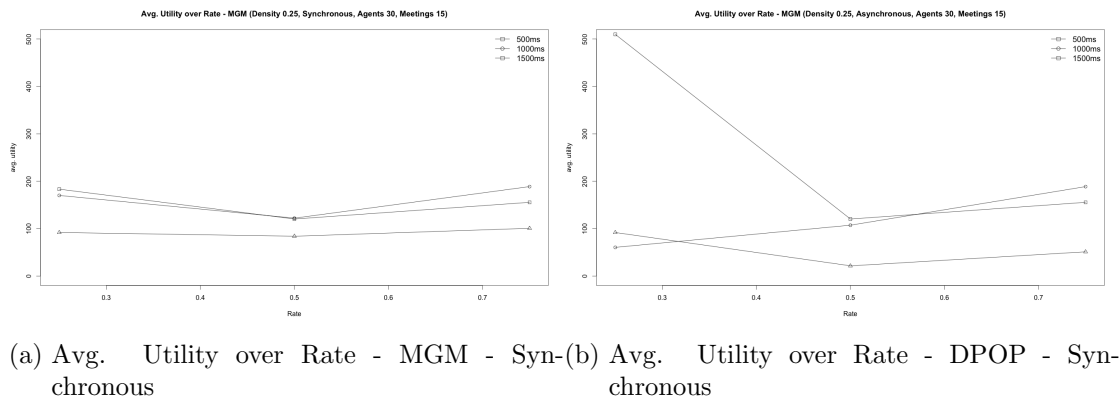 Avg. Utility over Rate - MGM (Density 0.25, Synchronous, Agents 30, Meetings 15)
500
400
300
200
100
0
avg. utility
0.3
0.4
0.5
0.6
0.7
Rate
500ms
1000ms
1500ms
Avg. Utility over Rate - MGM (Density 0.25, Asynchronous, Agents 30, Meetings 15)
500
400
300
200
100
0
avg. utility
0.3
0.4
0.5
0.6
0.7
Rate
500ms
1000ms
1500ms
(a) Avg. Utility over Rate - MGM - Syn-
chronous
(b) Avg. Utility over Rate - DPOP - Syn-
chronous